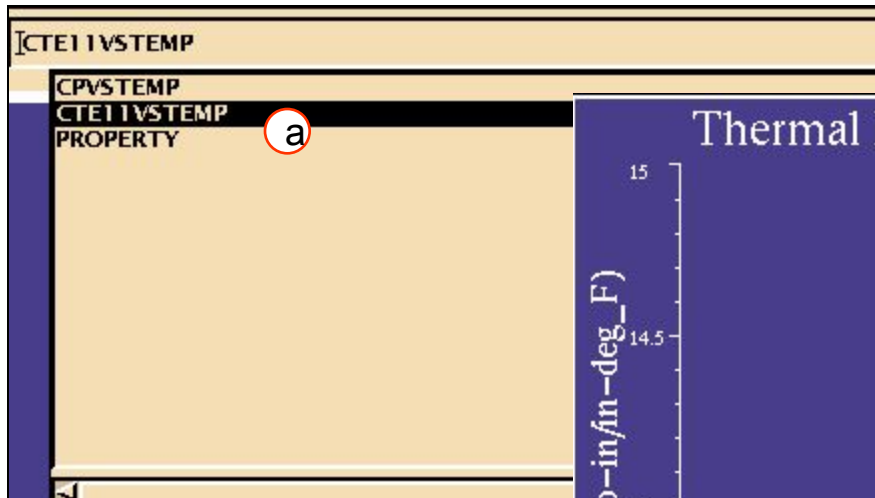 CTE11VSTEMP
CPVSTEMP
CTE11VSTEMP
PROPERTY
a
Thermal
15
14.5
o-in/in-deg_F)